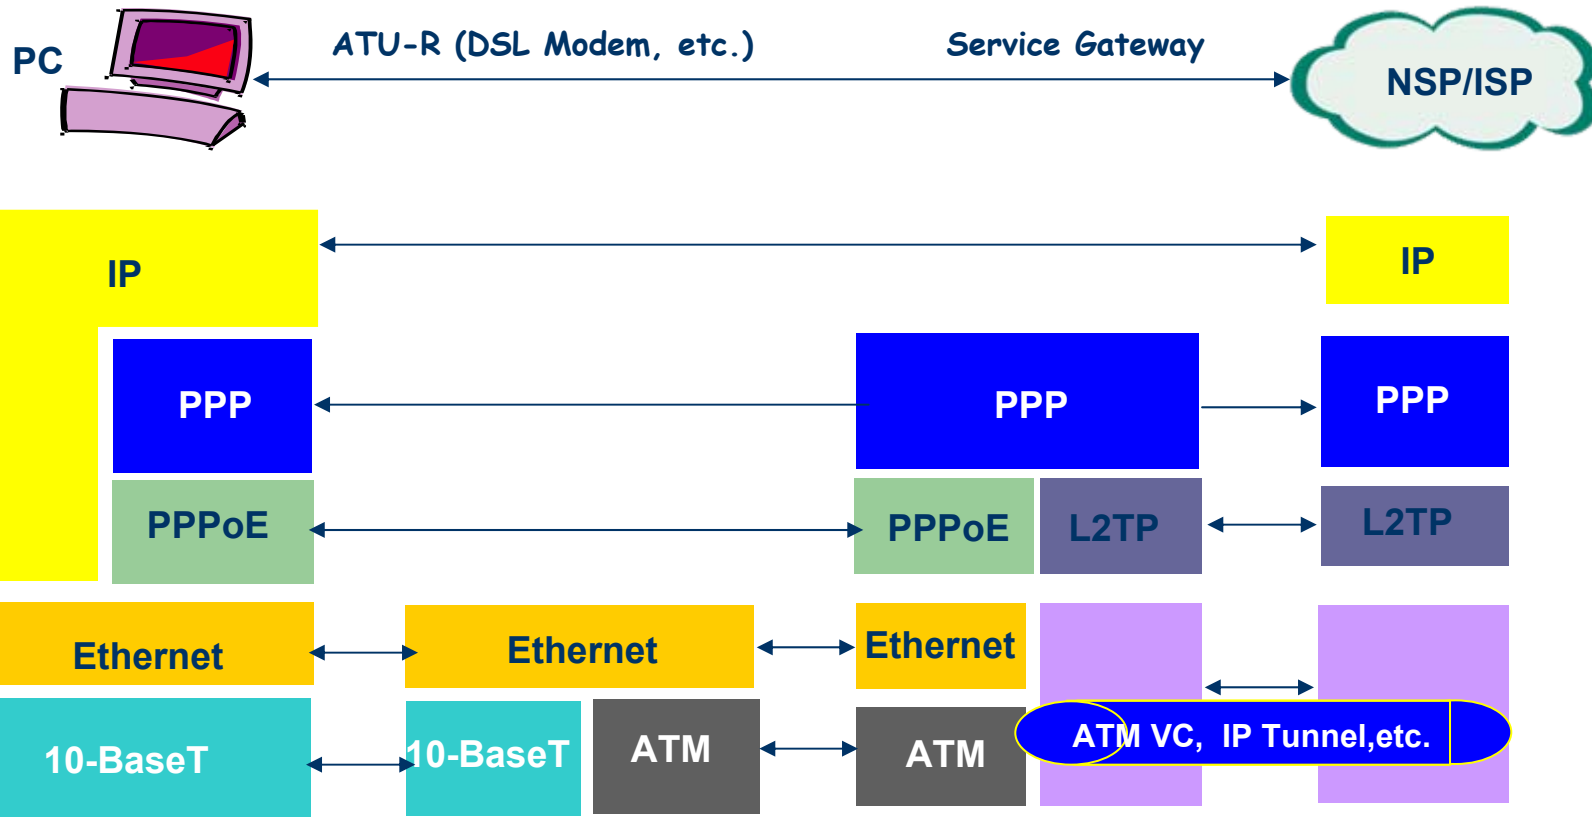 PC
ATU-R (DSL Modem, etc.)
Service Gateway
NSP/ISP
IP
IP
PPP
PPP
PPP
PPPoE
PPPoE
L2TP
L2TP
Ethernet
Ethernet
Ethernet
10-BaseT
10-BaseT
ATM
ATM
ATM VC, IP Tunnel,etc.